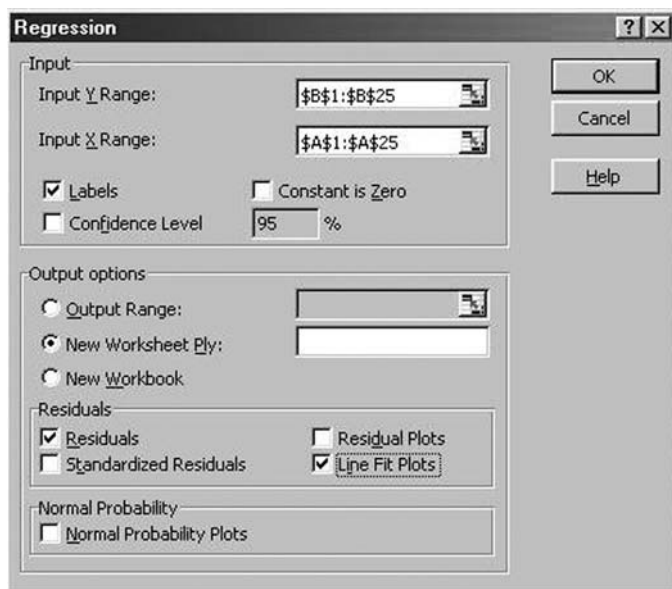 Regression
Input
Input Y Range: $B$1:$B$25
Input X Range: $A$1:$A$25
Labels Constant is Zero
Confidence Level 95 %
OK
Cancel
Help
Output options
Output Range:
New Worksheet Ply:
New Workbook
Residuals
Residuals Residual Plots
Standardized Residuals Line Fit Plots
Normal Probability
Normal Probability Plots